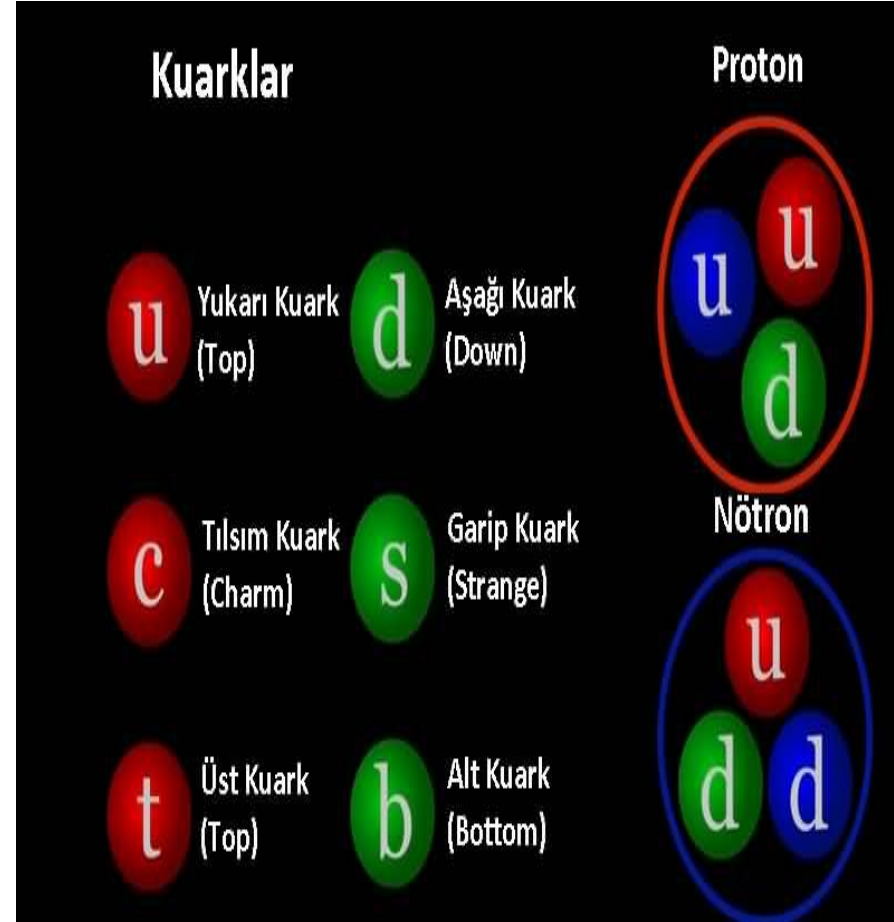 Kuarklar
u
Yukarı Kuark
(Top)
d
Aşağı Kuark
(Down)
c
Tılsım Kuark
(Charm)
s
Garip Kuark
(Strange)
t
Üst Kuark
(Top)
b
Alt Kuark
(Bottom)
Proton
u
u
d
Nötron
u
d
d